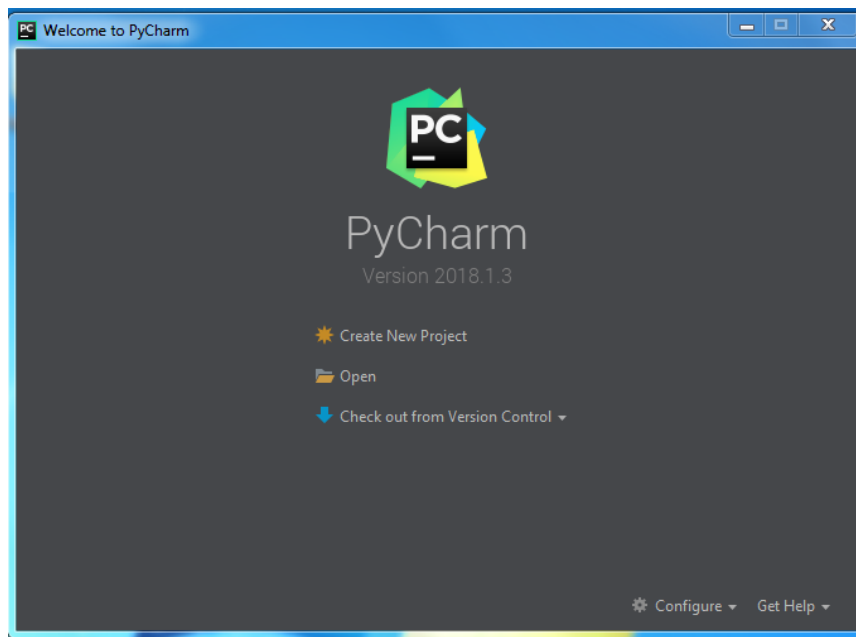 Welcome to PyCharm
PC
PyCharm
Version 2018.1.3
Create New Project
Open
Check out from Version Control
Configure
Get Help